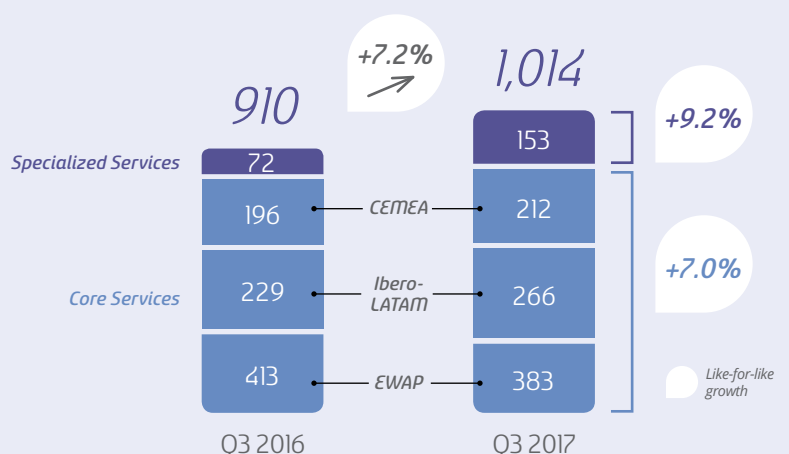 +7.2%
910
1,014
Specialized Services
72
153
+9.2%
196
CEMEA
212
Core Services
229
Ibero-
LATAM
266
+7.0%
413
EWAP
383
Like-for-like
growth
Q3 2016
Q3 2017